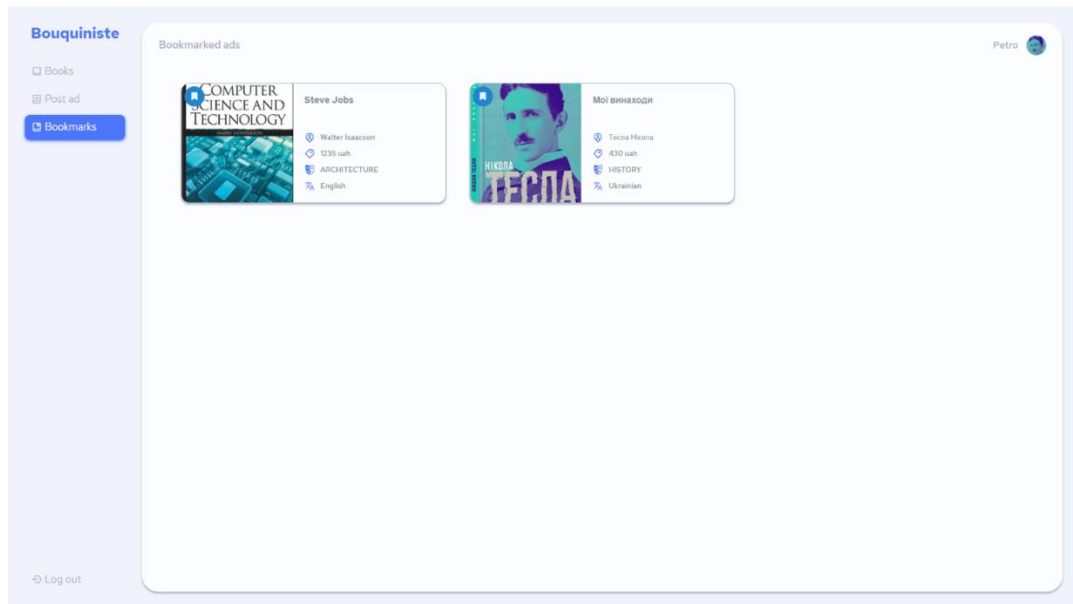 Bouquiniste
Books
Post ad
Bookmarks
Log out
Bookmarked ads
Petro
COMPUTER
SCIENCE AND
TECHNOLOGY
Steve Jobs
Walter Isaacson
1235 uah
ARCHITECTURE
English
НІКОЛА
ТЕСЛА
Мої винаходи
Тесла Нікола
430 uah
HISTORY
Ukrainian